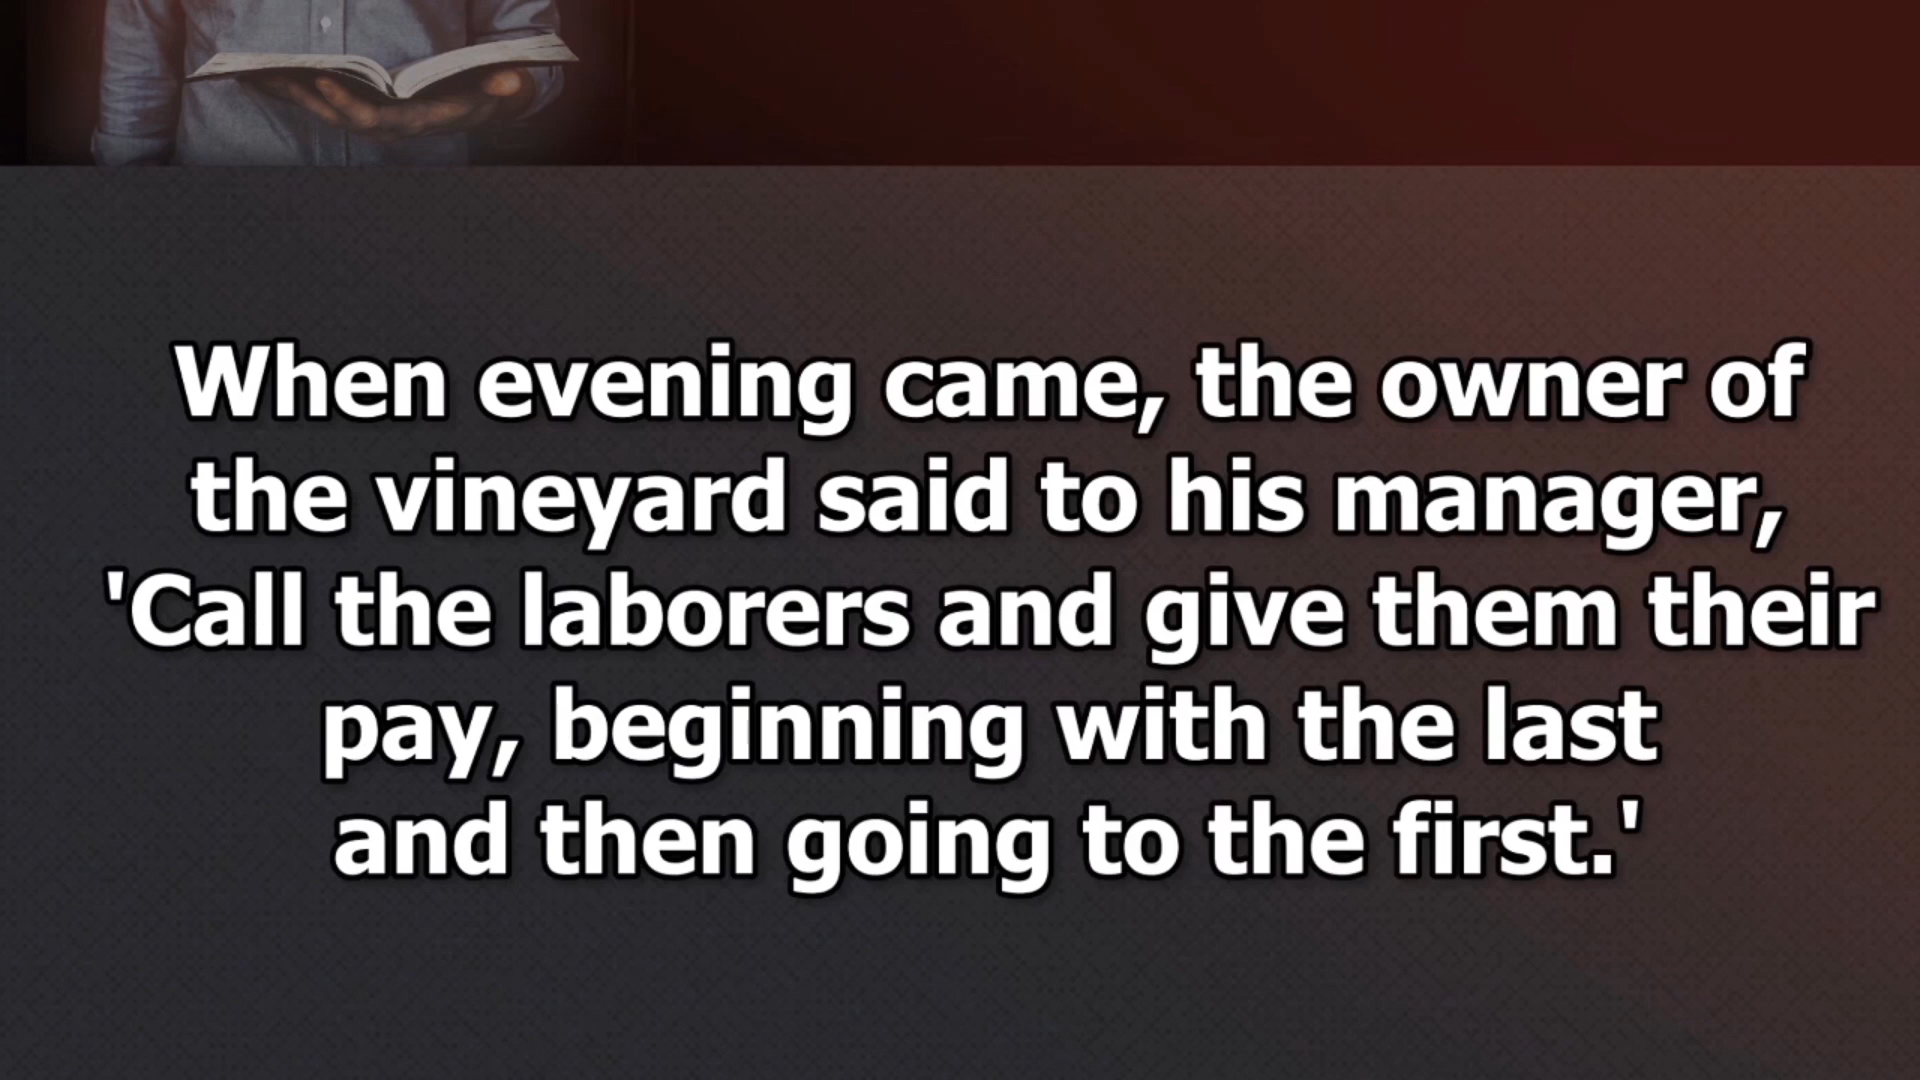 When evening came, the owner of
the vineyard said to his manager,
'Call the laborers and give them their
pay, beginning with the last
and then going to the first.'